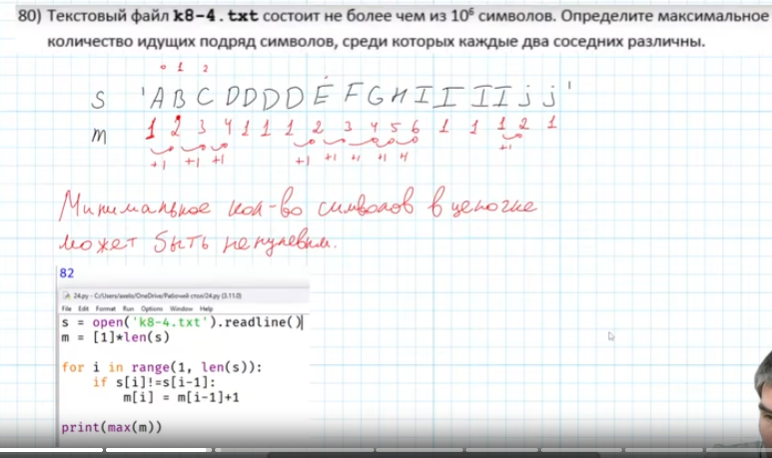 80) Текстовый файл k8-4.txt состоит не более чем из 10⁶ символов. Определите максимальное
количество идущих подряд символов, среди которых каждые два соседних различны.
0 1 2
S 'ABCDDDDEFGHIIIIjj'
m 1 2 3 4 1 1 1 2 3 4 5 6 1 1 1 2 1
+1 +1 +1 +1 +1 +1 +1 +1 +1
Минимальное кол-во символов в цепочке
может быть ненулевым.
82
24.py - C:/Users/aveto/OneDrive/Рабочий стол/24.py (3.11.0)
File Edit Format Run Options Window Help
s = open('k8-4.txt').readline()
m = [1]*len(s)
for i in range(1, len(s)):
if s[i]!=s[i-1]:
m[i] = m[i-1]+1
print(max(m))